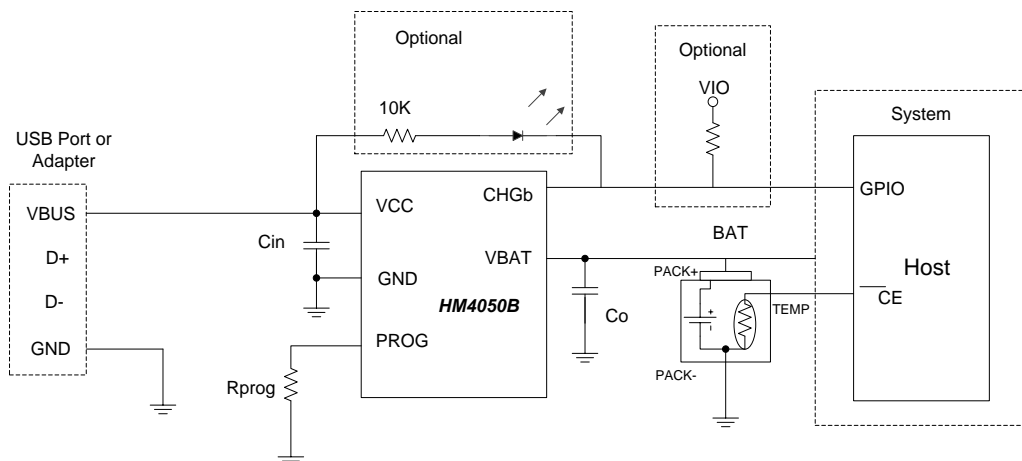 Optional
10K
Optional
VIO
System
USB Port or
Adapter
VBUS
D+
D-
GND
Cin
VCC
GND
PROG
CHGb
VBAT
HM4050B
Rprog
Co
BAT
PACK+
+
-
TEMP
PACK-
GPIO
Host
CE